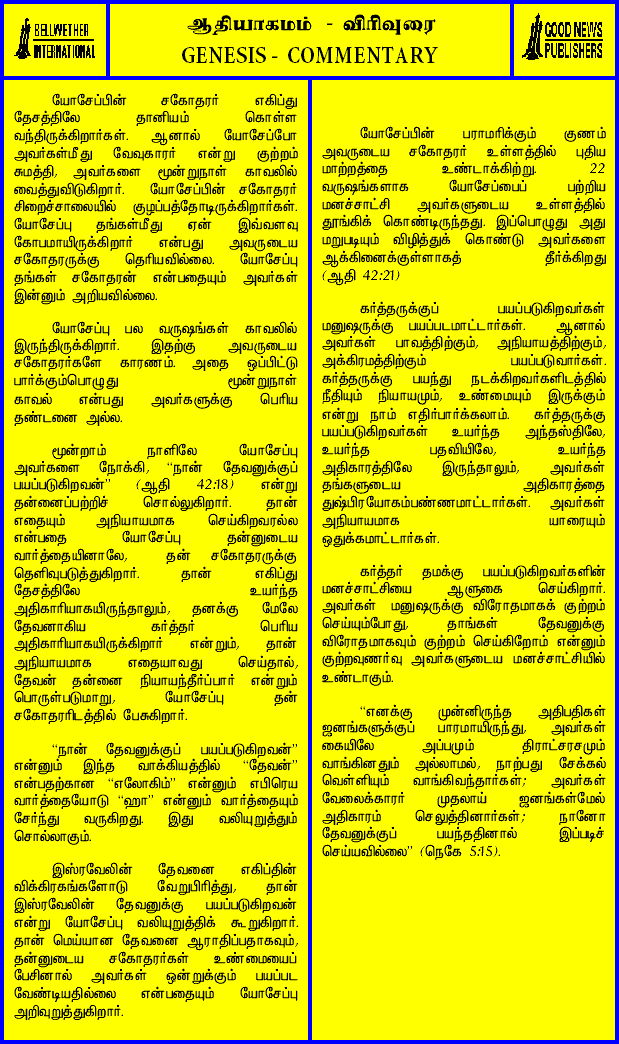 BELLWETHER
INTERNATIONAL
ஆதியாகமம் - விரிவுரை
GENESIS - COMMENTARY
GOOD NEWS
PUBLISHERS
யோசேப்பின் சகோதரர் எகிப்து
தேசத்திலே தானியம் கொள்ள
வந்திருக்கிறார்கள். ஆனால் யோசேப்போ
அவர்கள்மீது வேவுகாரர் என்று குற்றம்
சுமத்தி, அவர்களை மூன்றுநாள் காவலில்
வைத்துவிடுகிறார். யோசேப்பின் சகோதரர்
சிறைச்சாலையில் குழப்பத்தோடிருக்கிறார்கள்.
யோசேப்பு தங்கள்மீது ஏன் இவ்வளவு
கோபமாயிருக்கிறார் என்பது அவருடைய
சகோதரருக்கு தெரியவில்லை. யோசேப்பு
தங்கள் சகோதரன் என்பதையும் அவர்கள்
இன்னும் அறியவில்லை.
யோசேப்பு பல வருஷங்கள் காவலில்
இருந்திருக்கிறார். இதற்கு அவருடைய
சகோதரர்களே காரணம். அதை ஒப்பிட்டு
பார்க்கும்பொழுது மூன்றுநாள்
காவல் என்பது அவர்களுக்கு பெரிய
தண்டனை அல்ல.
மூன்றாம் நாளிலே யோசேப்பு
அவர்களை நோக்கி, “நான் தேவனுக்குப்
பயப்படுகிறவன்” (ஆதி 42:18) என்று
தன்னைப்பற்றிச் சொல்லுகிறார். தான்
எதையும் அநியாயமாக செய்கிறவரல்ல
என்பதை யோசேப்பு தன்னுடைய
வார்த்தையினாலே, தன் சகோதரருக்கு
தெளிவுபடுத்துகிறார். தான் எகிப்து
தேசத்திலே உயர்ந்த
அதிகாரியாகயிருந்தாலும், தனக்கு மேலே
தேவனாகிய கர்த்தர் பெரிய
அதிகாரியாகயிருக்கிறார் என்றும், தான்
அநியாயமாக எதையாவது செய்தால்,
தேவன் தன்னை நியாயந்தீர்ப்பார் என்றும்
பொருள்படுமாறு, யோசேப்பு தன்
சகோதரரிடத்தில் பேசுகிறார்.
“நான் தேவனுக்குப் பயப்படுகிறவன்”
என்னும் இந்த வாக்கியத்தில் “தேவன்”
என்பதற்கான “எலோகிம்” என்னும் எபிரெய
வார்த்தையோடு “ஹா” என்னும் வார்த்தையும்
சேர்ந்து வருகிறது. இது வலியுறுத்தும்
சொல்லாகும்.
இஸ்ரவேலின் தேவனை எகிப்தின்
விக்கிரகங்களோடு வேறுபிரித்து, தான்
இஸ்ரவேலின் தேவனுக்கு பயப்படுகிறவன்
என்று யோசேப்பு வலியுறுத்திக் கூறுகிறார்.
தான் மெய்யான தேவனை ஆராதிப்பதாகவும்,
தன்னுடைய சகோதரர்கள் உண்மையைப்
பேசினால் அவர்கள் ஒன்றுக்கும் பயப்பட
வேண்டியதில்லை என்பதையும் யோசேப்பு
அறிவுறுத்துகிறார்.
யோசேப்பின் பராமரிக்கும் குணம்
அவருடைய சகோதரர் உள்ளத்தில் புதிய
மாற்றத்தை உண்டாக்கிற்று. 22
வருஷங்களாக யோசேப்பைப் பற்றிய
மனச்சாட்சி அவர்களுடைய உள்ளத்தில்
தூங்கிக் கொண்டிருந்தது. இப்பொழுது அது
மறுபடியும் விழித்துக் கொண்டு அவர்களை
ஆக்கினைக்குள்ளாகத் தீர்க்கிறது
(ஆதி 42:21)
கர்த்தருக்குப் பயப்படுகிறவர்கள்
மனுஷருக்கு பயப்படமாட்டார்கள். ஆனால்
அவர்கள் பாவத்திற்கும், அநியாயத்திற்கும்,
அக்கிரமத்திற்கும் பயப்படுவார்கள்.
கர்த்தருக்கு பயந்து நடக்கிறவர்களிடத்தில்
நீதியும் நியாயமும், உண்மையும் இருக்கும்
என்று நாம் எதிர்பார்க்கலாம். கர்த்தருக்கு
பயப்படுகிறவர்கள் உயர்ந்த அந்தஸ்திலே,
உயர்ந்த பதவியிலே, உயர்ந்த
அதிகாரத்திலே இருந்தாலும், அவர்கள்
தங்களுடைய அதிகாரத்தை
துஷ்பிரயோகம்பண்ணமாட்டார்கள். அவர்கள்
அநியாயமாக யாரையும்
ஒதுக்கமாட்டார்கள்.
கர்த்தர் தமக்கு பயப்படுகிறவர்களின்
மனச்சாட்சியை ஆளுகை செய்கிறார்.
அவர்கள் மனுஷருக்கு விரோதமாகக் குற்றம்
செய்யும்போது, தாங்கள் தேவனுக்கு
விரோதமாகவும் குற்றம் செய்கிறோம் என்னும்
குற்றவுணர்வு அவர்களுடைய மனச்சாட்சியில்
உண்டாகும்.
“எனக்கு முன்னிருந்த அதிபதிகள்
ஜனங்களுக்குப் பாரமாயிருந்து, அவர்கள்
கையிலே அப்பமும் திராட்சரசமும்
வாங்கினதும் அல்லாமல், நாற்பது சேக்கல்
வெள்ளியும் வாங்கிவந்தார்கள்; அவர்கள்
வேலைக்காரர் முதலாய் ஜனங்கள்மேல்
அதிகாரம் செலுத்தினார்கள்; நானோ
தேவனுக்குப் பயந்ததினால் இப்படிச்
செய்யவில்லை” (நெகே 5:15).